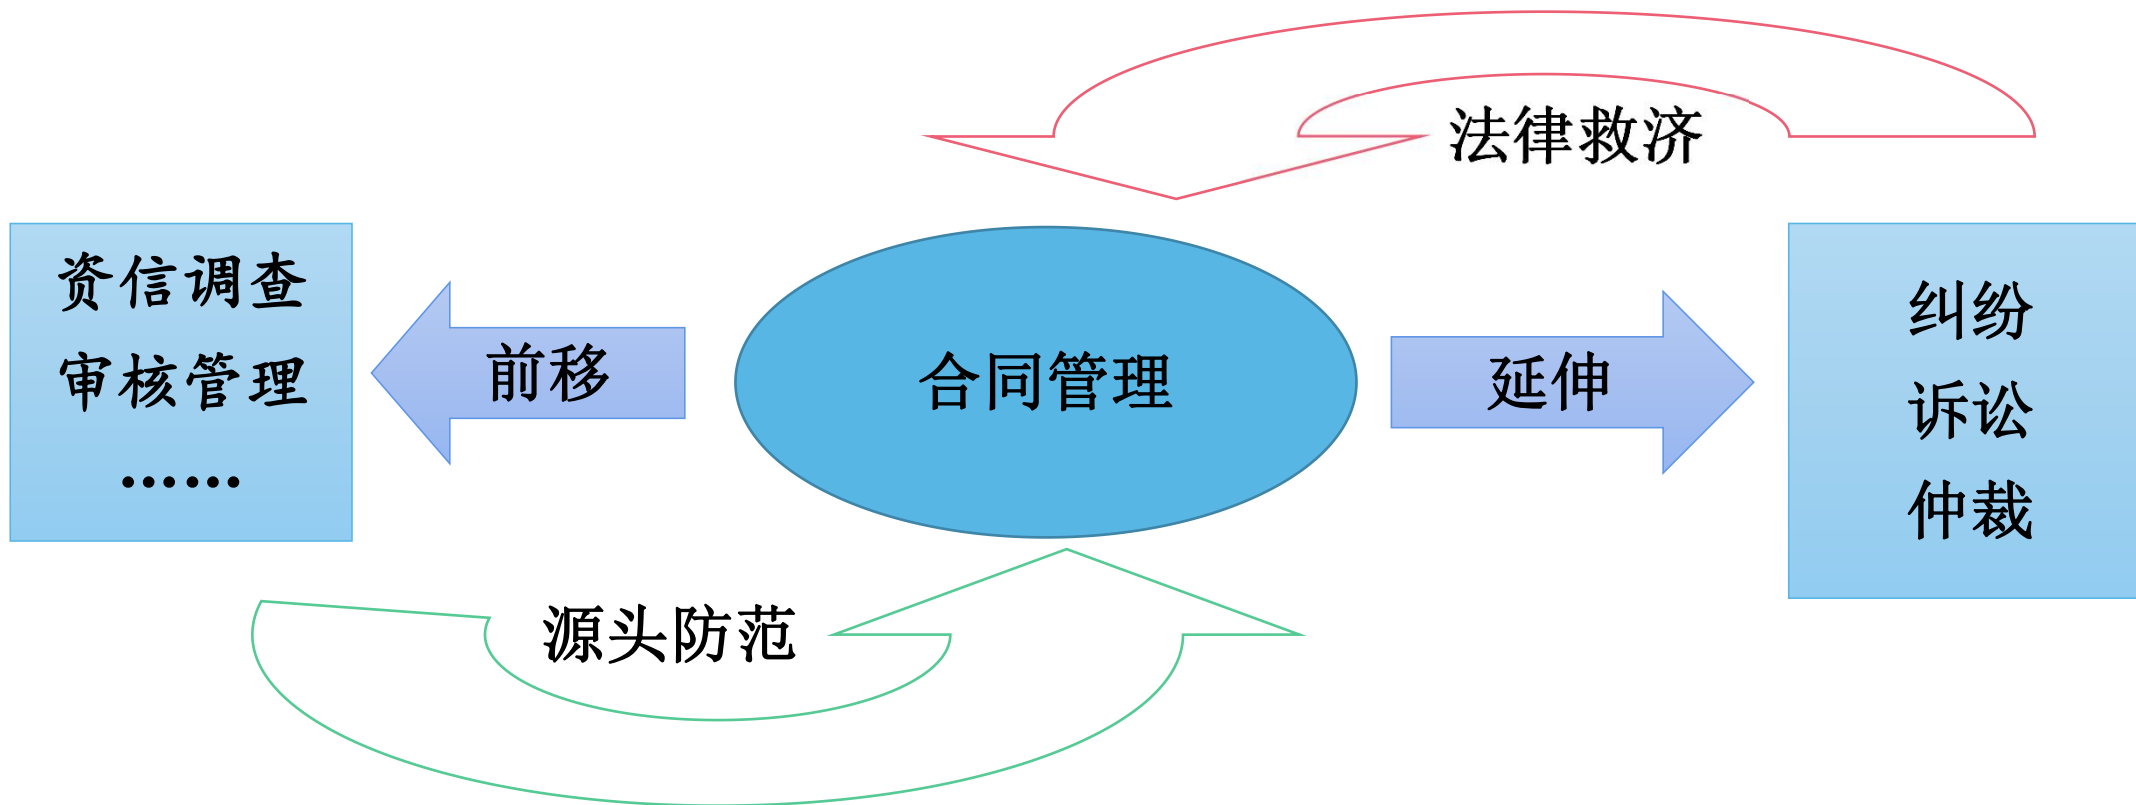 法律救济
资信调查
审核管理
……
前移
合同管理
延伸
纠纷
诉讼
仲裁
源头防范